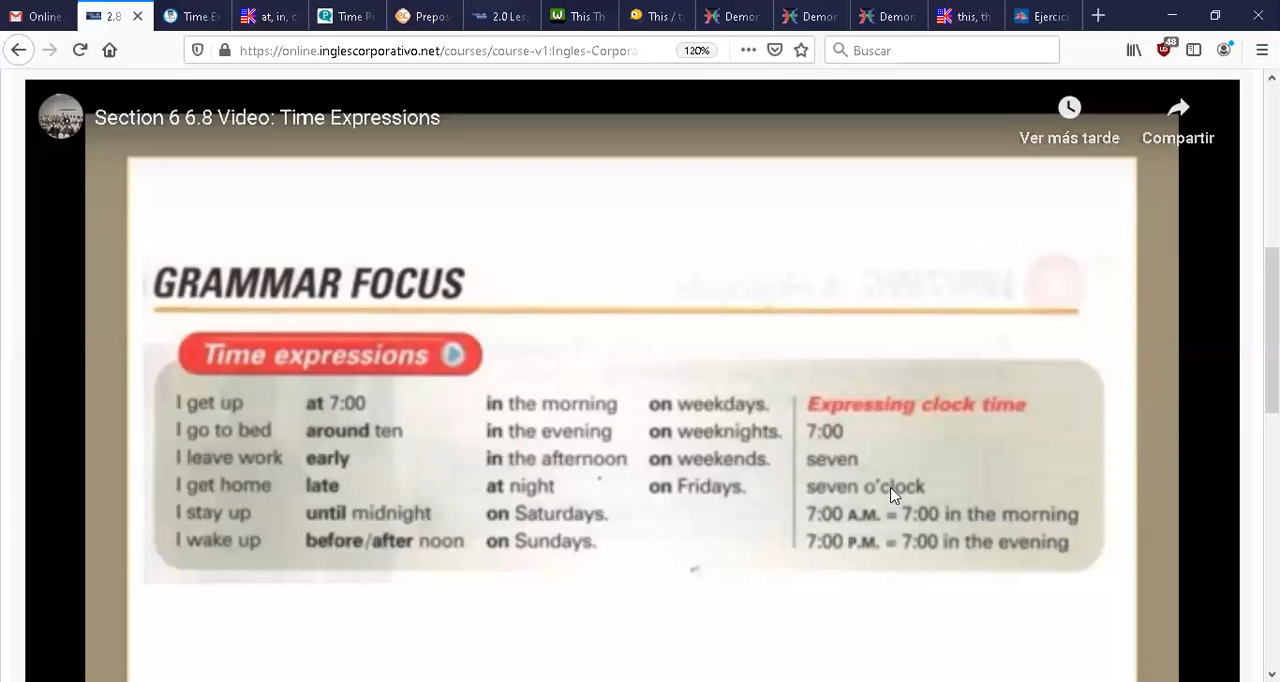 Online
2.8
Time E
at, in, c
Time P
Prepos
2.0 Les
This Th
This / t
Demor
Demor
Demor
this, th
Ejercic
https://online.inglescorporativo.net/courses/course-v1:Ingles-Corpora
120%
Buscar
48
Section 6 6.8 Video: Time Expressions
Ver más tarde
Compartir
GRAMMAR FOCUS
Time expressions
I get up at 7:00 in the morning on weekdays. Expressing clock time
I go to bed around ten in the evening on weeknights. 7:00
I leave work early in the afternoon on weekends. seven
I get home late at night on Fridays. seven o'clock
I stay up until midnight on Saturdays. 7:00 A.M. = 7:00 in the morning
I wake up before/after noon on Sundays. 7:00 P.M. = 7:00 in the evening